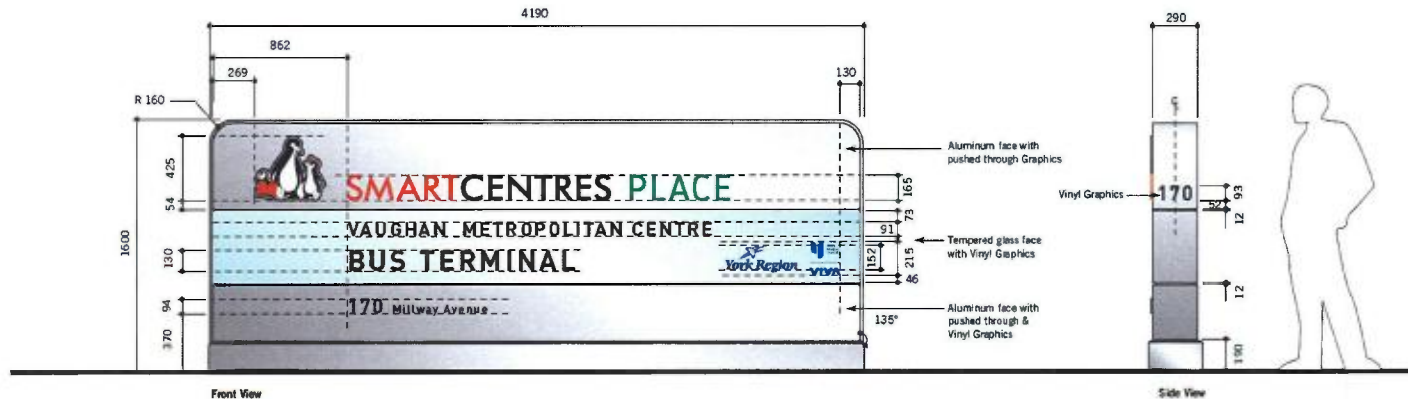 4190
290
862
269
130
R 160
425
54
1600
130
94
370
SMARTCENTRES PLACE
VAUGHAN METROPOLITAN CENTRE
BUS TERMINAL
York Region
VIVA
170 Millway Avenue
165
73
91
152
215
46
135°
Aluminum face with
pushed through Graphics
Tempered glass face
with Vinyl Graphics
Aluminum face with
pushed through &
Vinyl Graphics
Vinyl Graphics
170
93
52
12
12
190
Front View
Side View